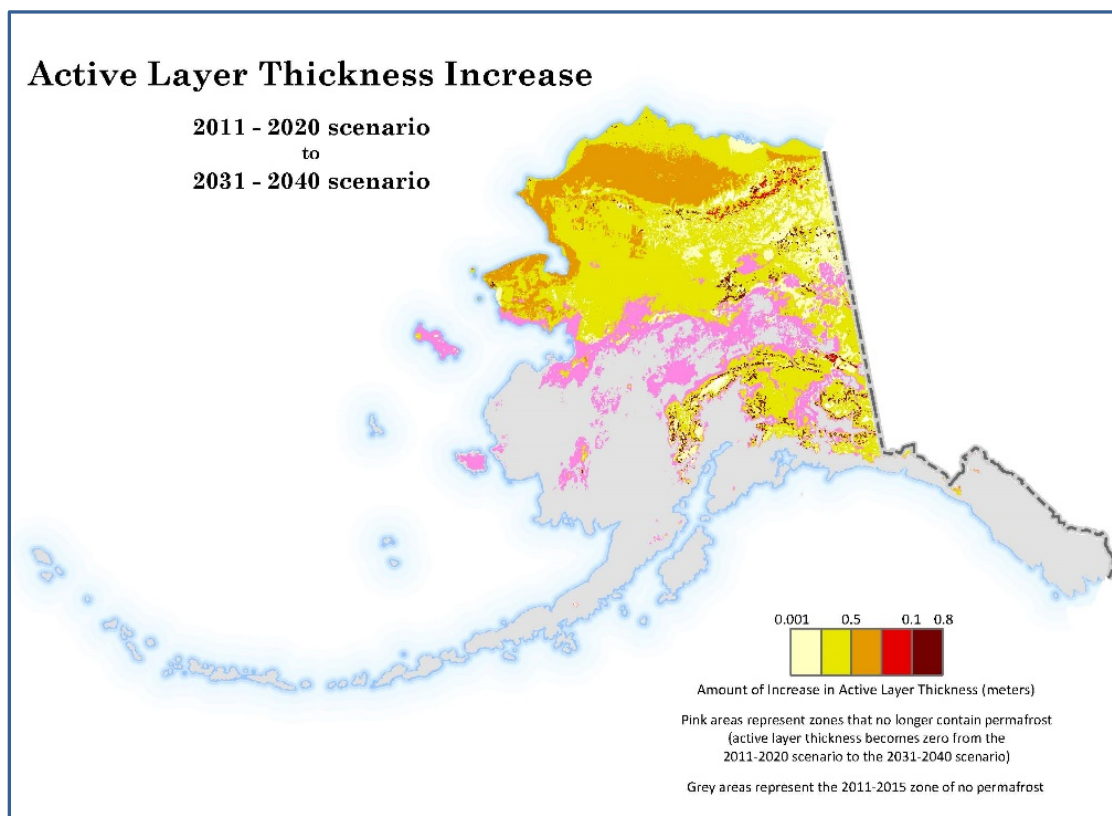 Active Layer Thickness Increase
2011 - 2020 scenario
to
2031 - 2040 scenario
0.001 0.5 0.1 0.8
Amount of Increase in Active Layer Thickness (meters)
Pink areas represent zones that no longer contain permafrost
(active layer thickness becomes zero from the
2011-2020 scenario to the 2031-2040 scenario)
Grey areas represent the 2011-2015 zone of no permafrost